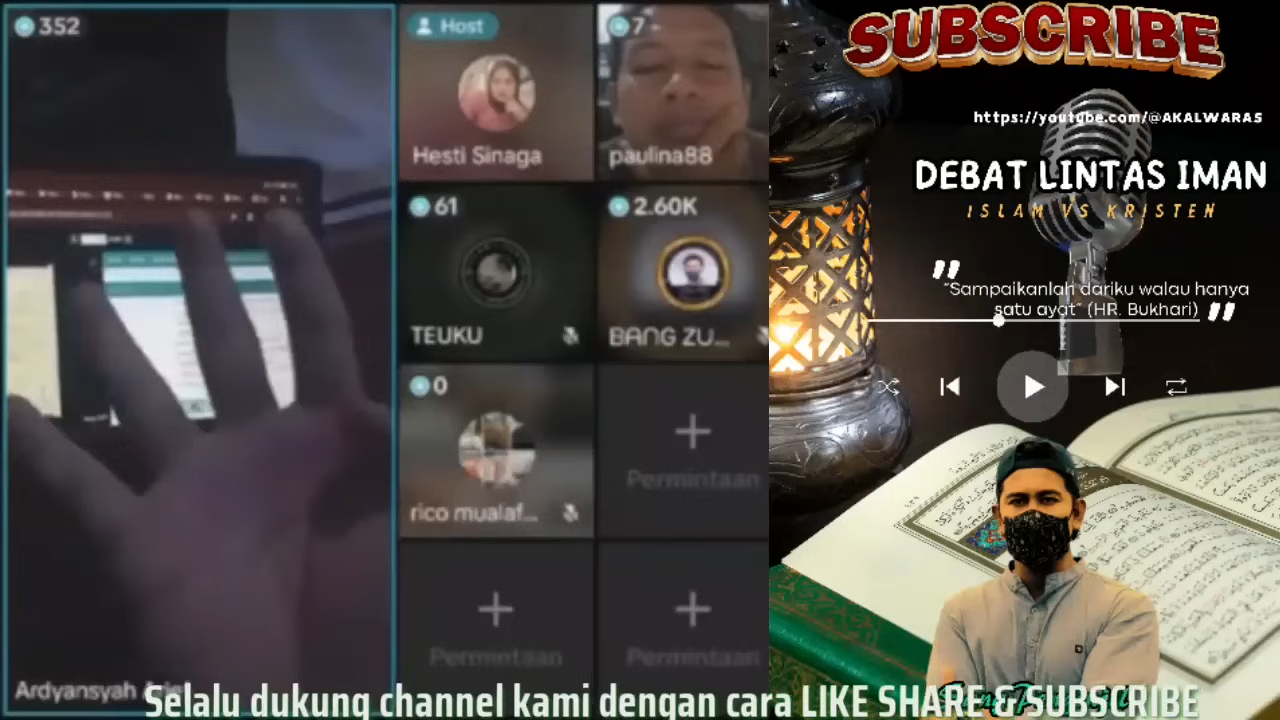 352
Host
Hesti Sinaga
7
paulina88
61
TEUKU
2.60K
BANG ZU...
0
rico mualaf...
Permintaan
Permintaan
Permintaan
Ardyansyah
SUBSCRIBE
https://youtube.com/@AKALWARAS
DEBAT LINTAS IMAN
ISLAM VS KRISTEN
"Sampaikanlah dariku walau hanya
satu ayat" (HR. Bukhari)
Selalu dukung channel kami dengan cara LIKE SHARE & SUBSCRIBE